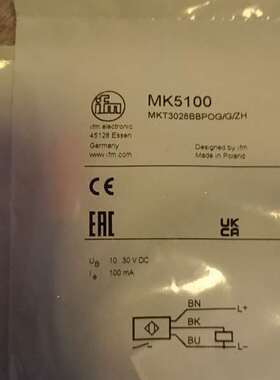 ifm
MK5100
MKT3028BBPOG/G/ZH
ifm electronic
45128 Essen
Germany
www.ifm.com
Designed by ifm
Made in Poland
CE
EAC
UK
CA
UB 10...30 V DC
Ie 100 mA
BN L+
BK
BU L-